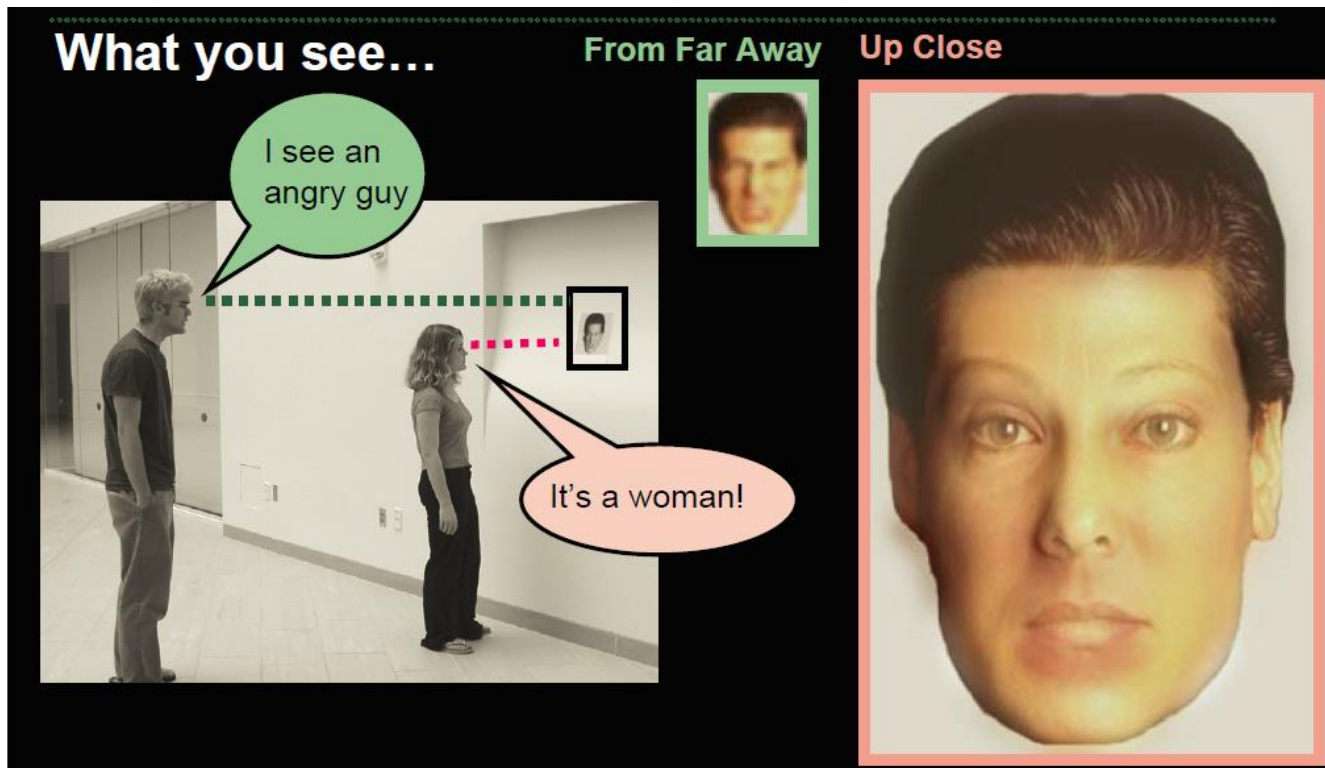 What you see…
From Far Away
Up Close
I see an
angry guy
It’s a woman!